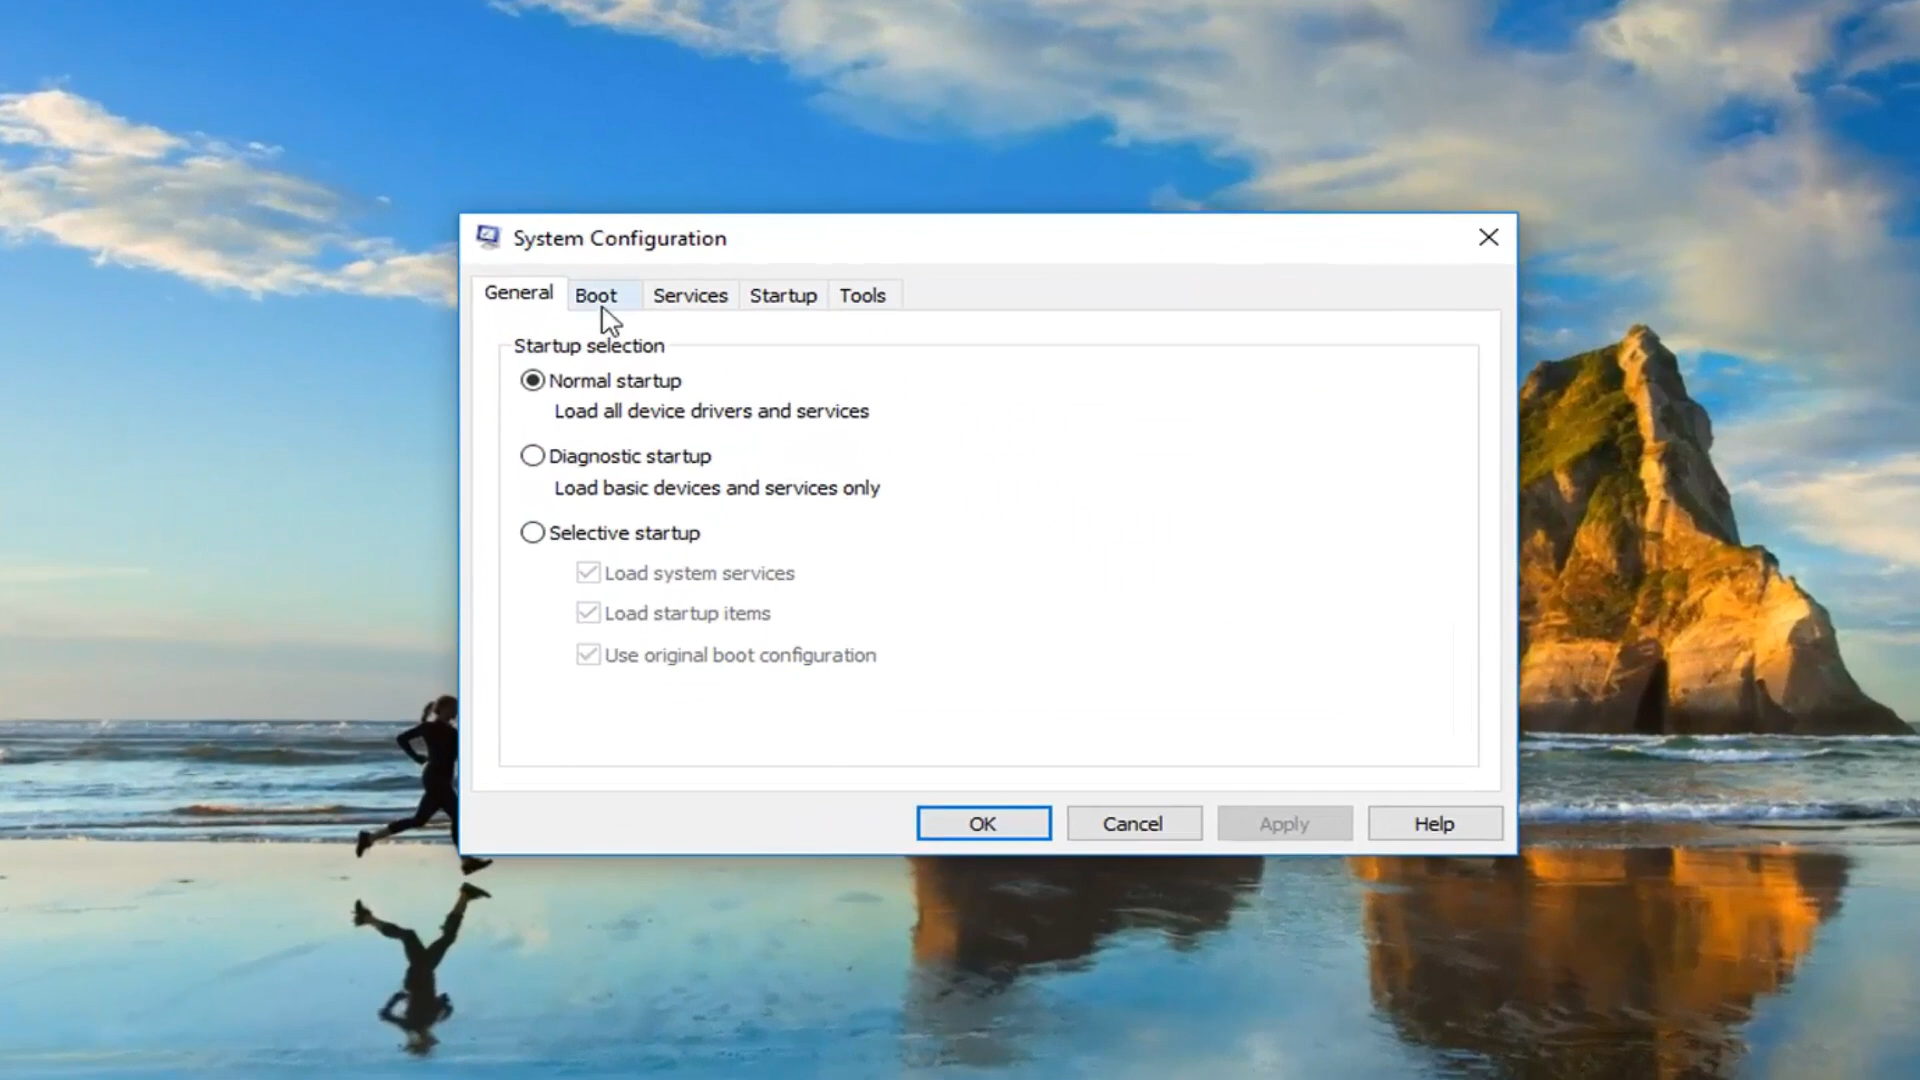 System Configuration
General Boot Services Startup Tools
Startup selection
Normal startup
Load all device drivers and services
Diagnostic startup
Load basic devices and services only
Selective startup
Load system services
Load startup items
Use original boot configuration
OK Cancel Apply Help